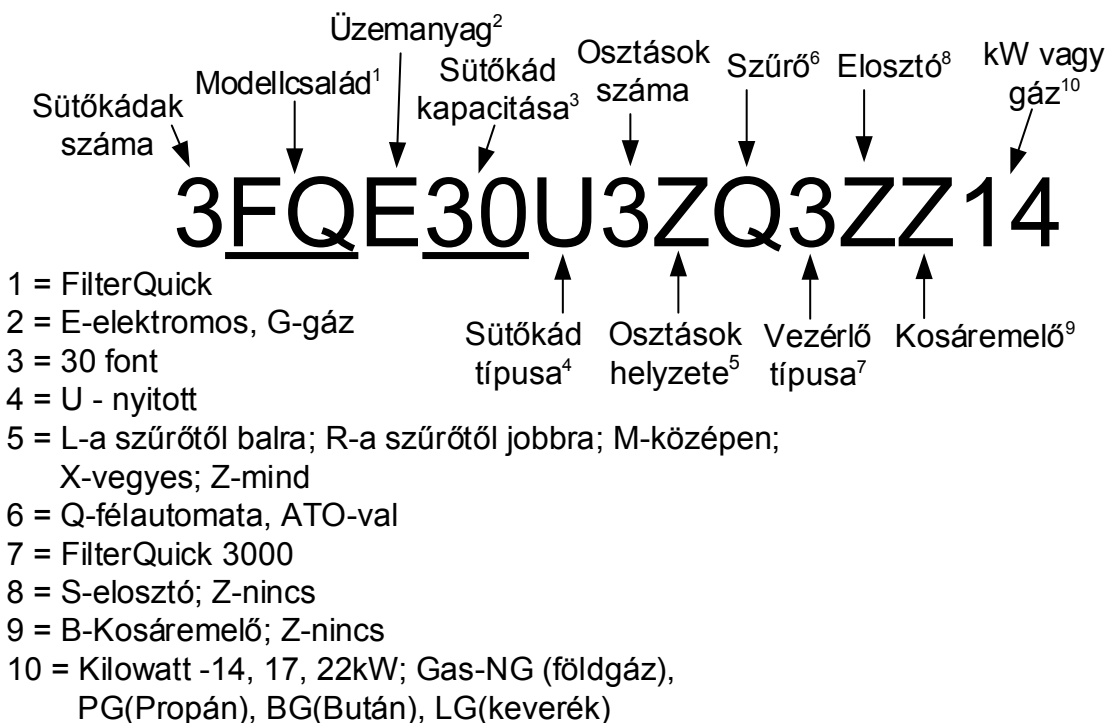 Üzemanyag²
Modellcsalád¹
Sütőkád
kapacitása³
Osztások
száma
Szűrő⁶
Elosztó⁸
kW vagy
gáz¹⁰
Sütőkádak
száma
3FQE30U3ZQ3ZZ14
Sütőkád
típusa⁴
Osztások
helyzete⁵
Vezérlő
típusa⁷
Kosáremelő⁹
1 = FilterQuick
2 = E-elektromos, G-gáz
3 = 30 font
4 = U - nyitott
5 = L-a szűrőtől balra; R-a szűrőtől jobbra; M-középen;
X-vegyes; Z-mind
6 = Q-félautomata, ATO-val
7 = FilterQuick 3000
8 = S-elosztó; Z-nincs
9 = B-Kosáremelő; Z-nincs
10 = Kilowatt -14, 17, 22kW; Gas-NG (földgáz),
PG(Propán), BG(Bután), LG(keverék)